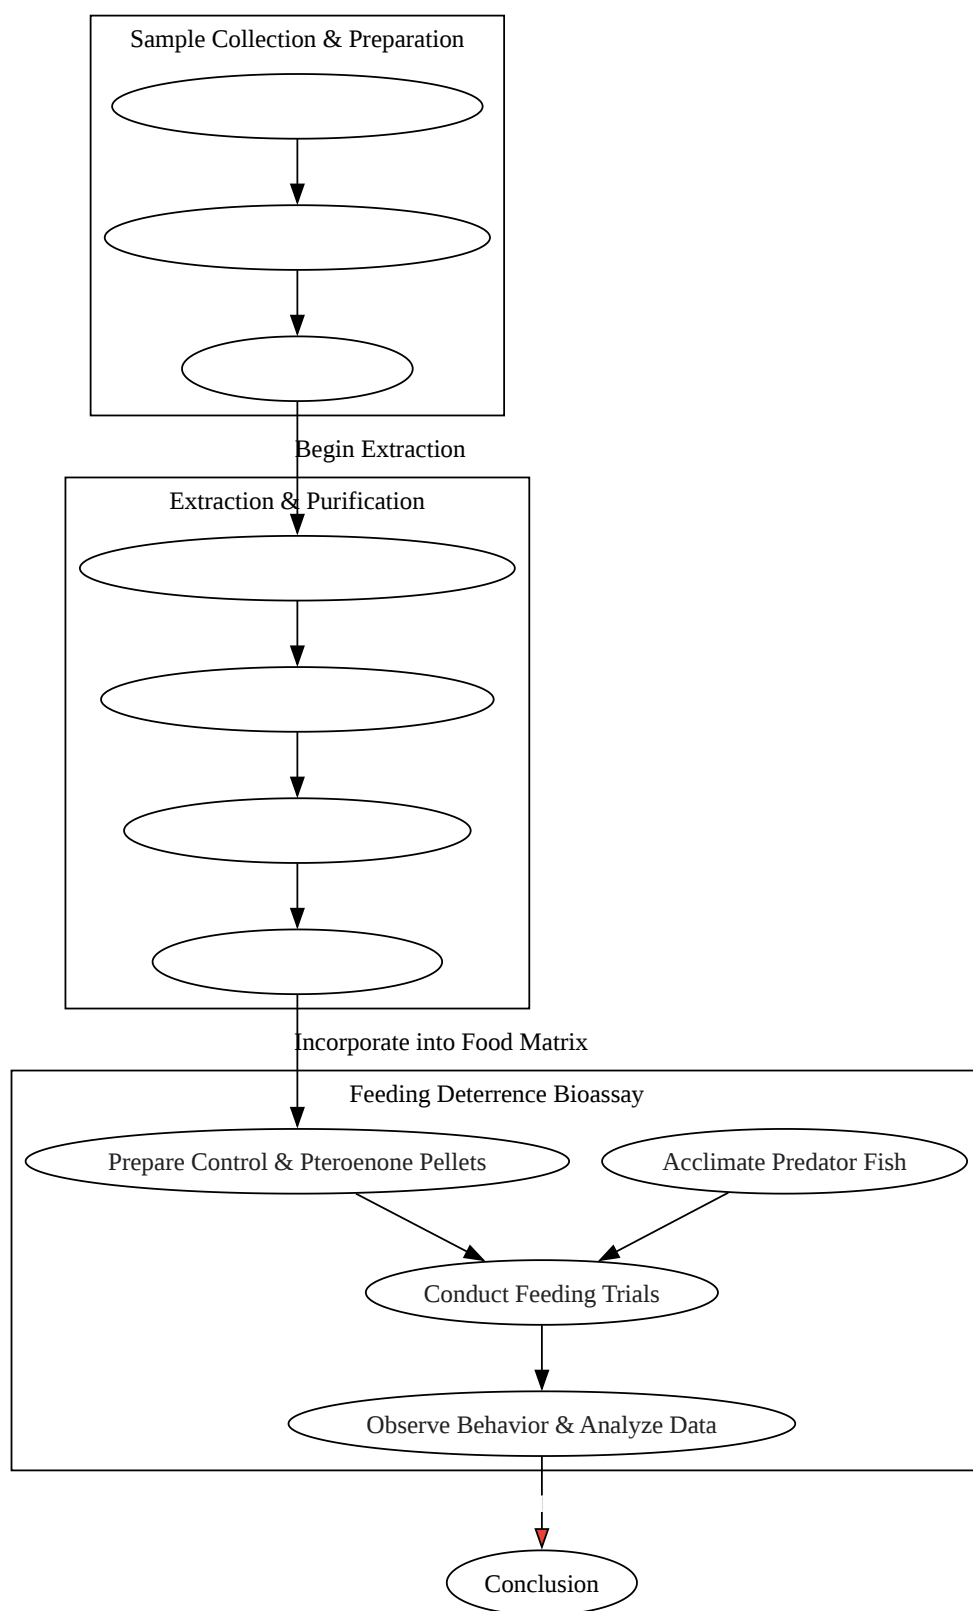 Sample Collection & Preparation
Begin Extraction
Extraction & Purification
Incorporate into Food Matrix
Feeding Deterrence Bioassay
Prepare Control & Pteroenone Pellets
Acclimate Predator Fish
Conduct Feeding Trials
Observe Behavior & Analyze Data
Conclusion